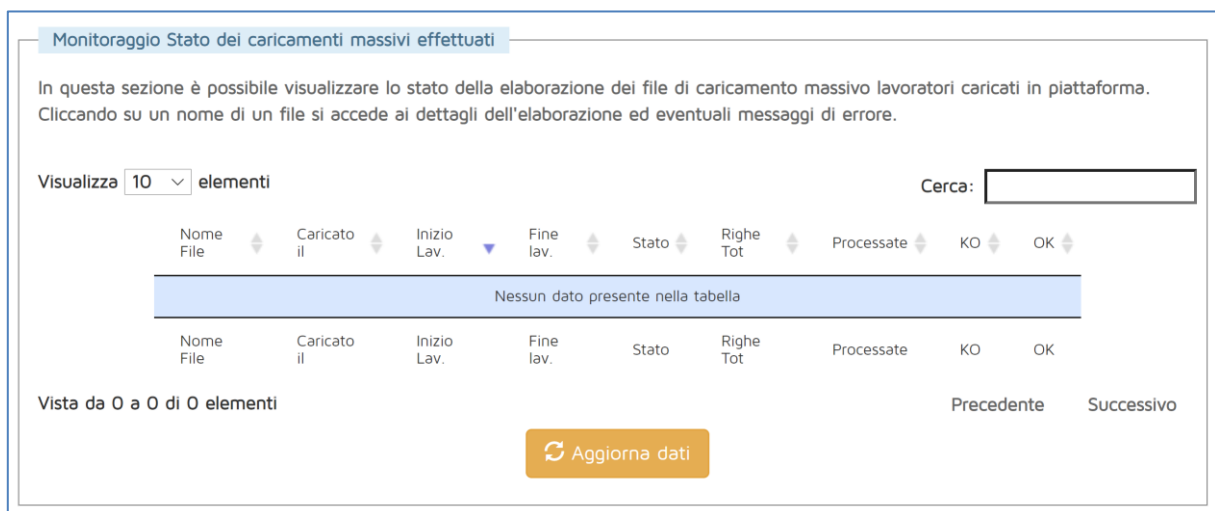 Monitoraggio Stato dei caricamenti massivi effettuati
In questa sezione è possibile visualizzare lo stato della elaborazione dei file di caricamento massivo lavoratori caricati in piattaforma.
Cliccando su un nome di un file si accede ai dettagli dell'elaborazione ed eventuali messaggi di errore.
Visualizza 10 elementi
Cerca:
Nome File Caricato il Inizio Lav. Fine lav. Stato Righe Tot Processate KO OK
Nessun dato presente nella tabella
Nome File Caricato il Inizio Lav. Fine lav. Stato Righe Tot Processate KO OK
Vista da 0 a 0 di 0 elementi
Precedente Successivo
Aggiorna dati